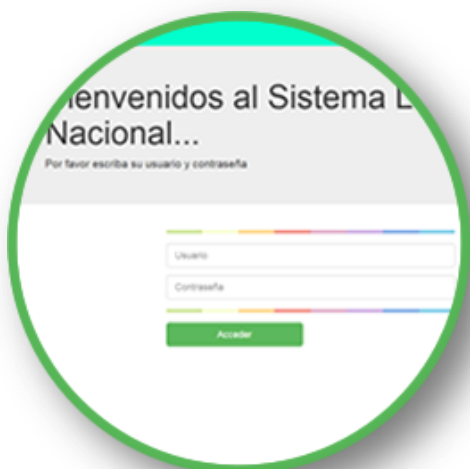 ienvenidos al Sistema
Nacional...
Por favor escriba su usuario y contraseña
Usuario
Contraseña
Acceder